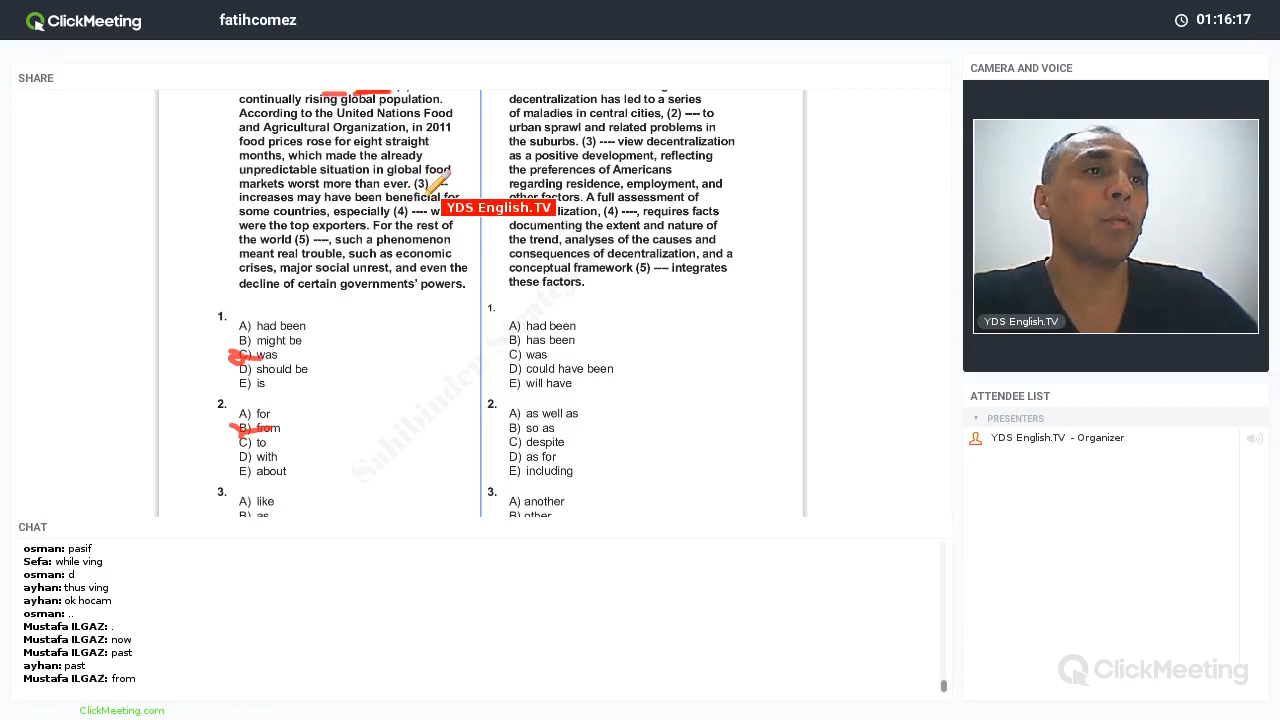 ClickMeeting
fatihcomez
01:16:17
SHARE
continually rising global population.
According to the United Nations Food
and Agricultural Organization, in 2011
food prices rose for eight straight
months, which made the already
unpredictable situation in global food
markets worst more than ever. (3) ----
increases may have been beneficial for
some countries, especially (4) ---- w
were the top exporters. For the rest of
the world (5) ----, such a phenomenon
meant real trouble, such as economic
crises, major social unrest, and even the
decline of certain governments' powers.
1.
A) had been
B) might be
C) was
D) should be
E) is
2.
A) for
B) from
C) to
D) with
E) about
3.
A) like
B) as
decentralization has led to a series
of maladies in central cities, (2) ---- to
urban sprawl and related problems in
the suburbs. (3) ---- view decentralization
as a positive development, reflecting
the preferences of Americans
regarding residence, employment, and
other factors. A full assessment of
lization, (4) ----, requires facts
documenting the extent and nature of
the trend, analyses of the causes and
consequences of decentralization, and a
conceptual framework (5) ---- integrates
these factors.
1.
A) had been
B) has been
C) was
D) could have been
E) will have
2.
A) as well as
B) so as
C) despite
D) as for
E) including
3.
A) another
B) other
YDS English.TV
Sahibinden
CAMERA AND VOICE
YDS English.TV
ATTENDEE LIST
PRESENTERS
YDS English.TV - Organizer
CHAT
osman: pasif
Sefa: while ving
osman: d
ayhan: thus ving
ayhan: ok hocam
osman: ..
Mustafa ILGAZ: .
Mustafa ILGAZ: now
Mustafa ILGAZ: past
ayhan: past
Mustafa ILGAZ: from
ClickMeeting
ClickMeeting.com